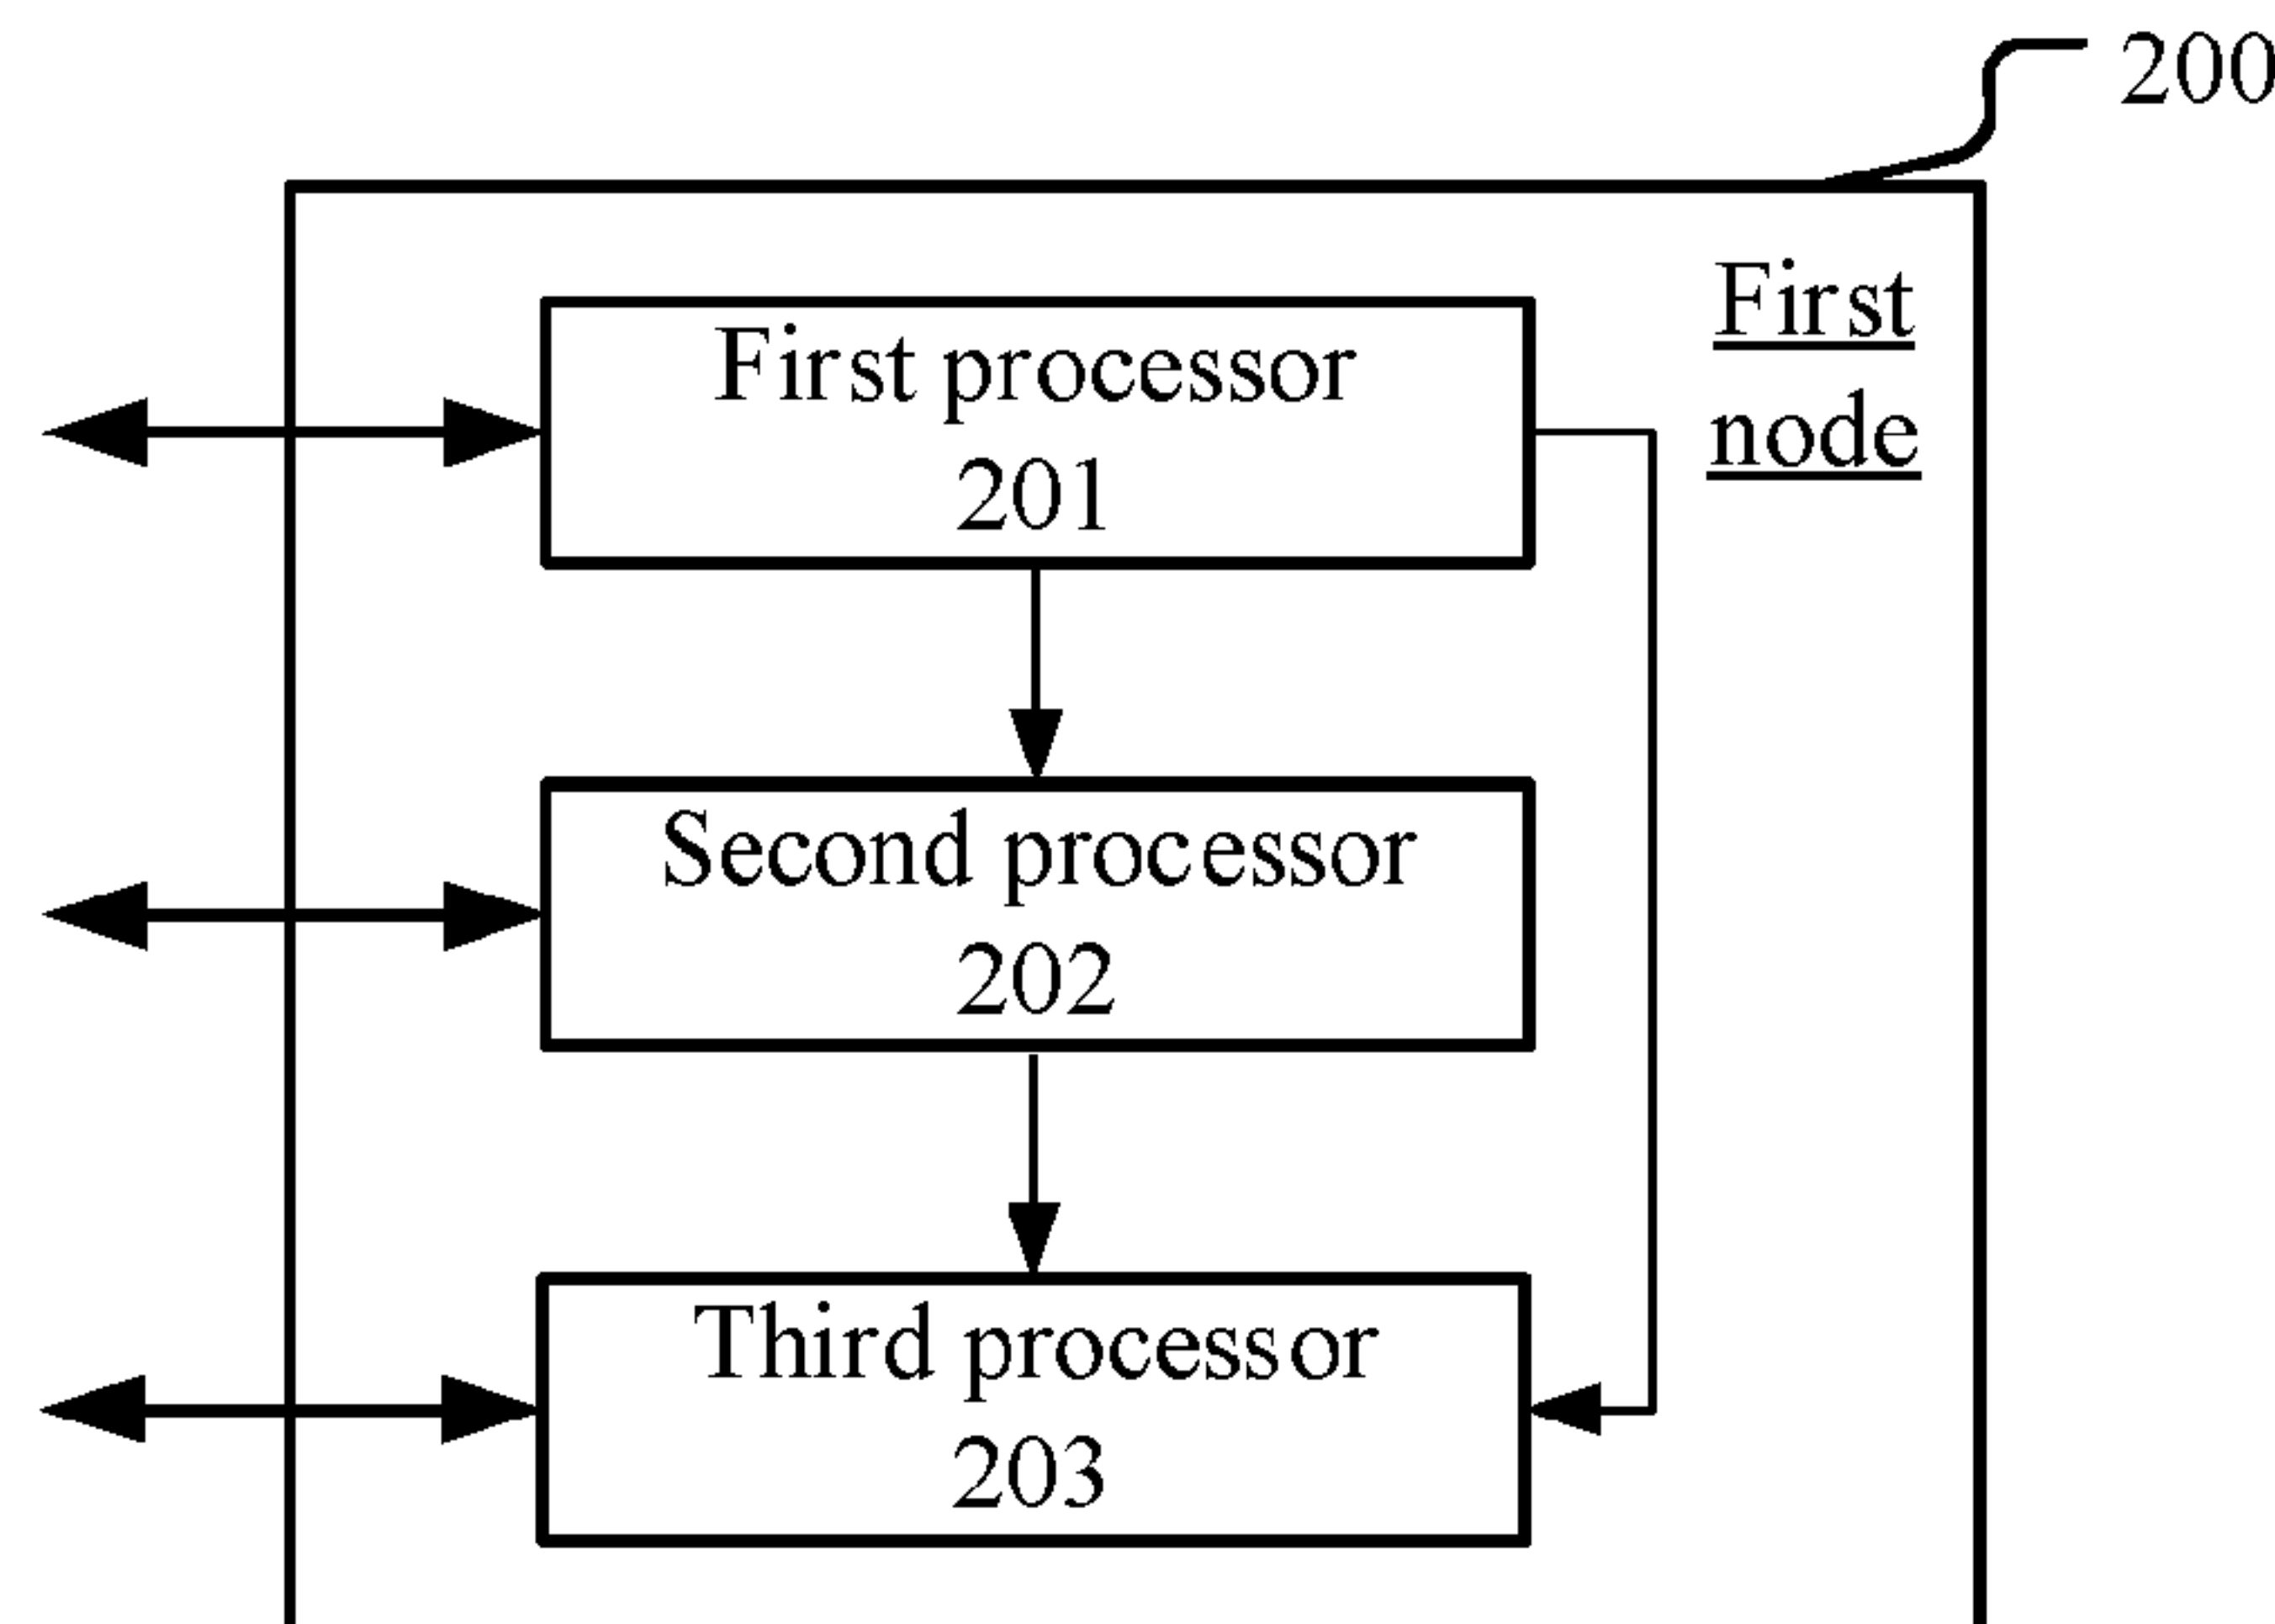 200
First
node
First processor
201
Second processor
202
Third processor
203